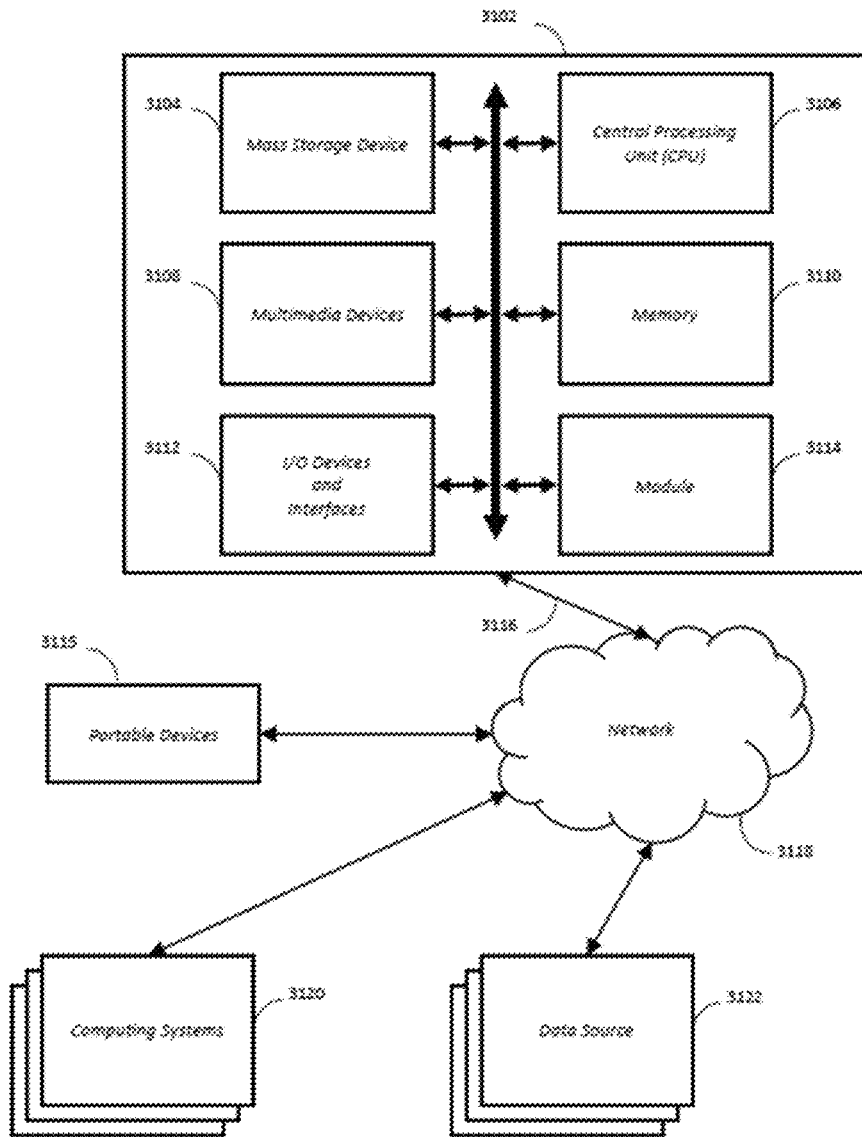 3102
3104
Mass Storage Device
Central Processing
Unit (CPU)
3106
3108
Multimedia Devices
Memory
3110
3112
I/O Devices
and
Interfaces
Module
3114
3116
3115
Portable Devices
Network
3118
Computing Systems
3120
Data Source
3122